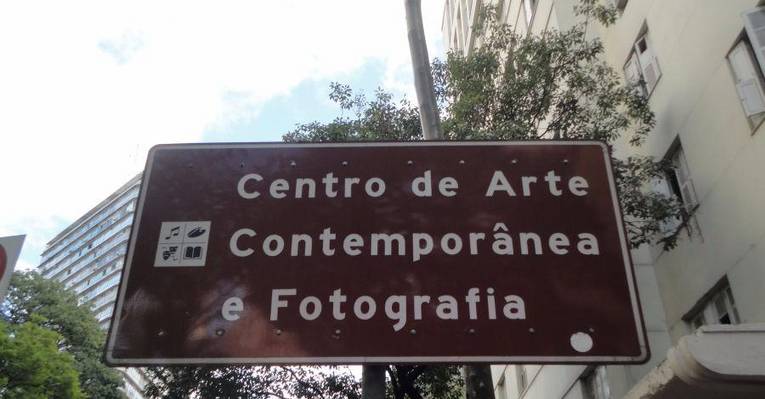 Centro de Arte
Contemporânea
e Fotografia